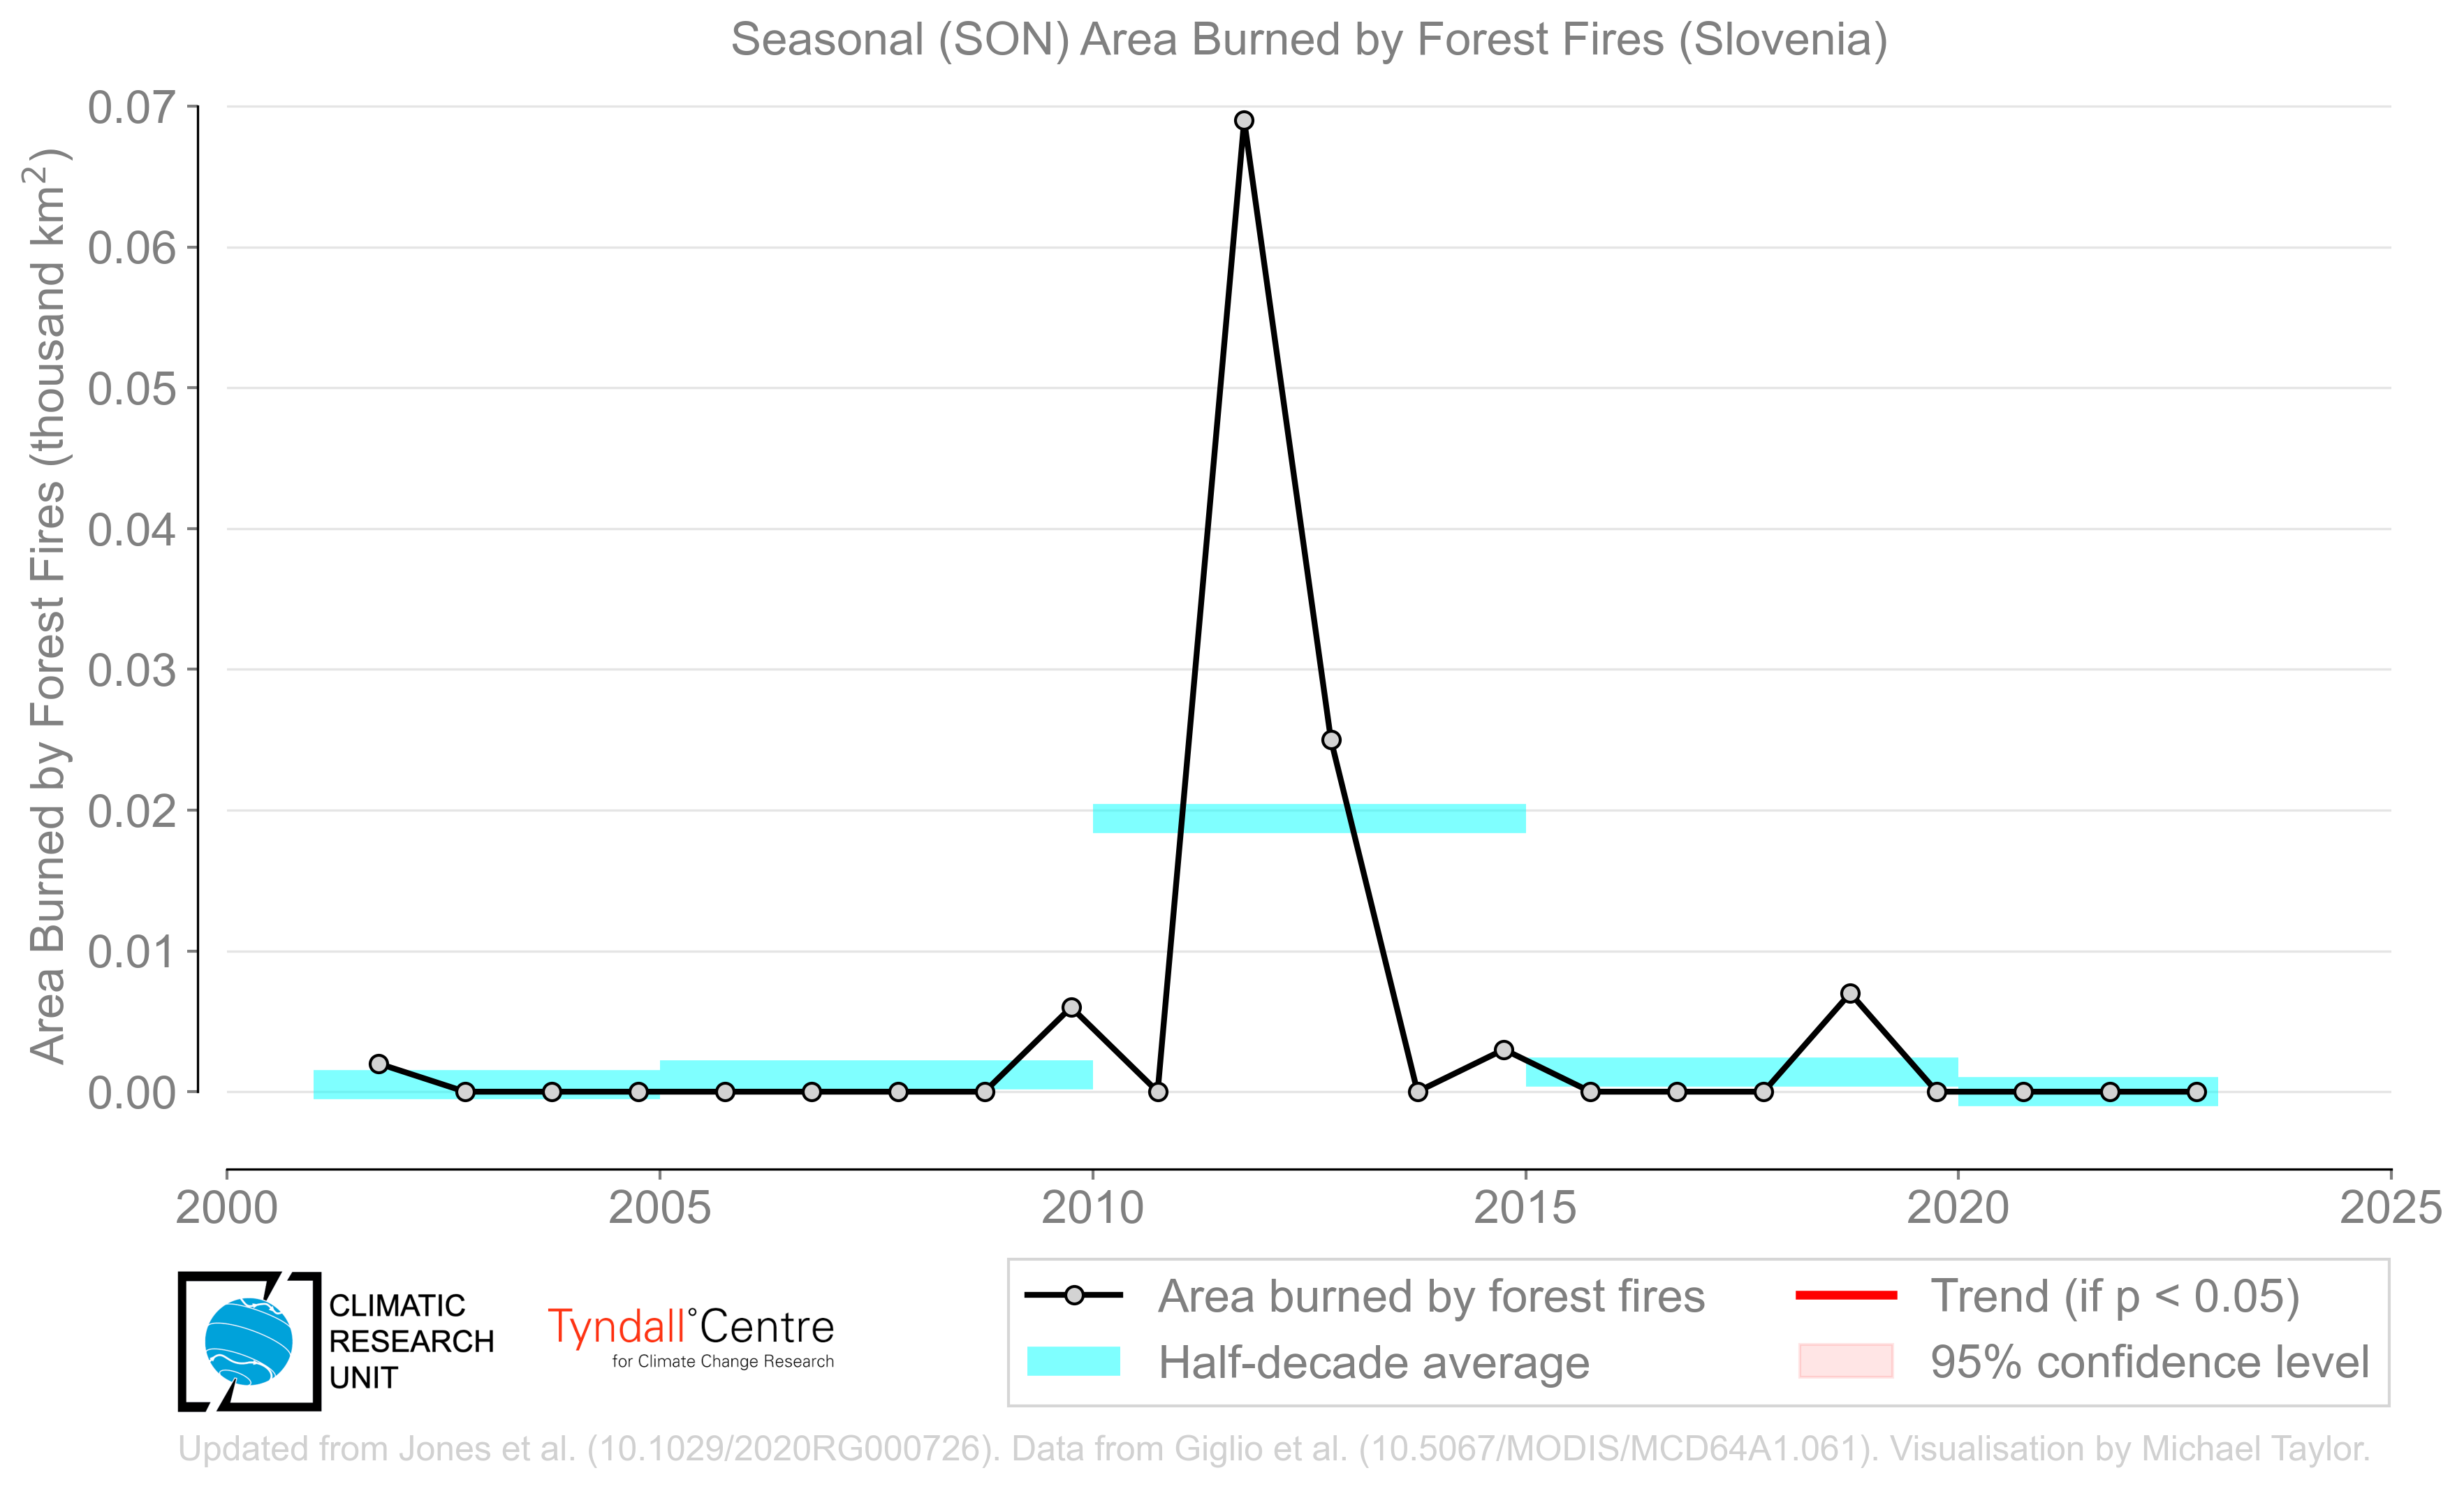 Seasonal (SON) Area Burned by Forest Fires (Slovenia)
Area Burned by Forest Fires (thousand km²)
0.07
0.06
0.05
0.04
0.03
0.02
0.01
0.00
2000 2005 2010 2015 2020 2025
CLIMATIC
RESEARCH
UNIT
Tyndall°Centre
for Climate Change Research
Area burned by forest fires
Half-decade average
Trend (if p < 0.05)
95% confidence level
Updated from Jones et al. (10.1029/2020RG000726). Data from Giglio et al. (10.5067/MODIS/MCD64A1.061). Visualisation by Michael Taylor.